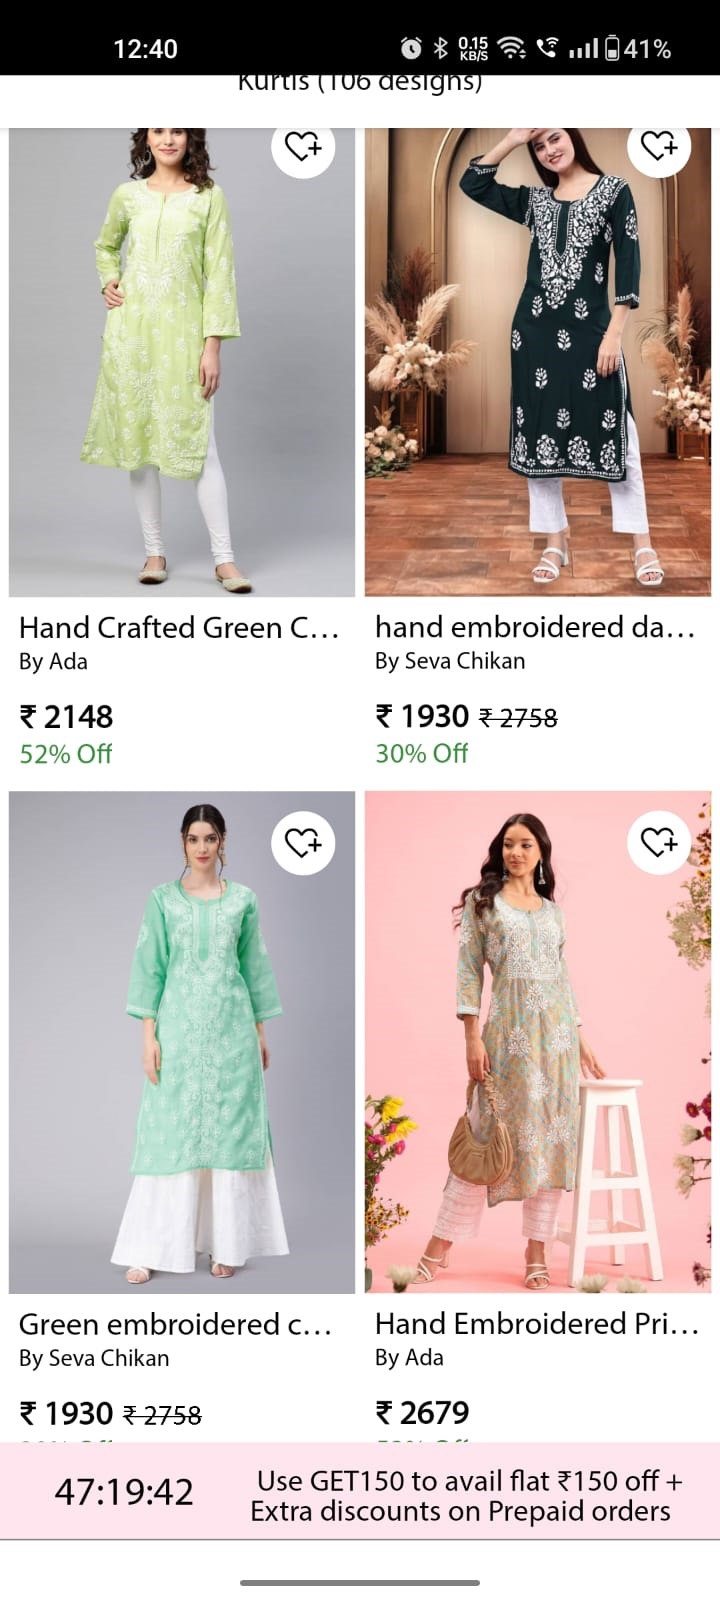 12:40
0.15
KB/S
41%
Kurtis (106 designs)
Hand Crafted Green C...
By Ada
₹ 2148
52% Off
hand embroidered da...
By Seva Chikan
₹ 1930 ₹ 2758
30% Off
Green embroidered c...
By Seva Chikan
₹ 1930 ₹ 2758
Hand Embroidered Pri...
By Ada
₹ 2679
47:19:42
Use GET150 to avail flat ₹150 off +
Extra discounts on Prepaid orders